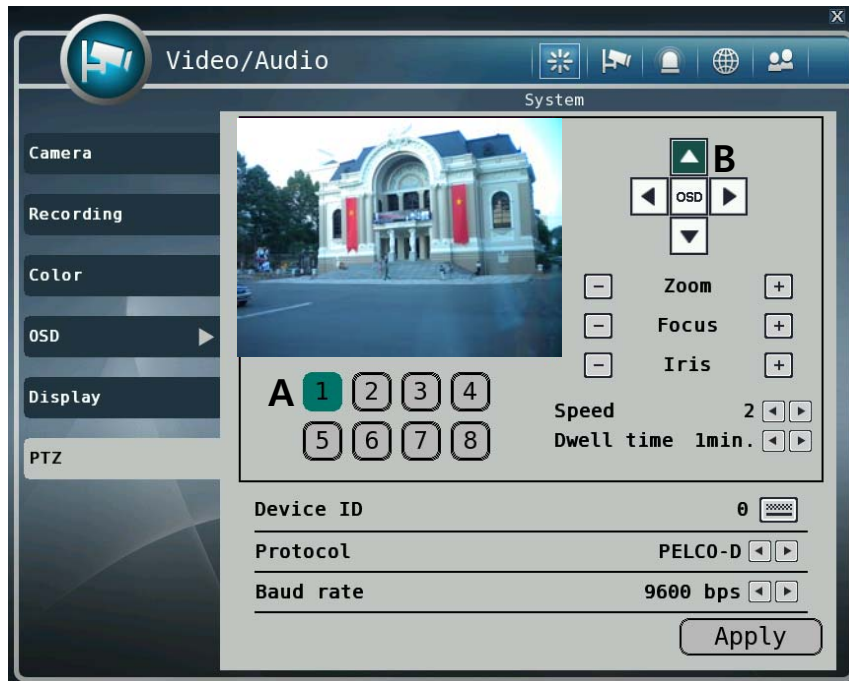 X
Video/Audio
System
Camera
Recording
Color
OSD
Display
PTZ
B
OSD
- Zoom +
- Focus +
- Iris +
A 1 2 3 4
5 6 7 8
Speed 2
Dwell time 1min.
Device ID 0
Protocol PELCO-D
Baud rate 9600 bps
Apply